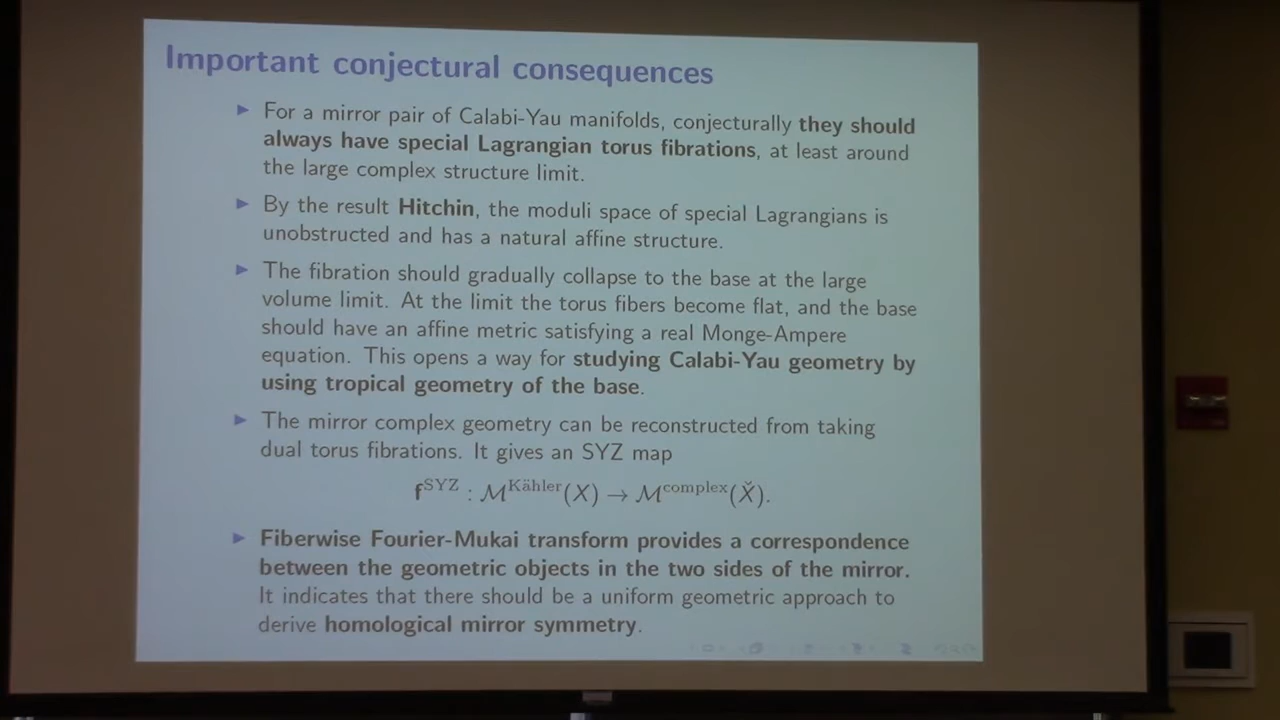 Important conjectural consequences
► For a mirror pair of Calabi-Yau manifolds, conjecturally they should
always have special Lagrangian torus fibrations, at least around
the large complex structure limit.
► By the result Hitchin, the moduli space of special Lagrangians is
unobstructed and has a natural affine structure.
► The fibration should gradually collapse to the base at the large
volume limit. At the limit the torus fibers become flat, and the base
should have an affine metric satisfying a real Monge-Ampere
equation. This opens a way for studying Calabi-Yau geometry by
using tropical geometry of the base.
► The mirror complex geometry can be reconstructed from taking
dual torus fibrations. It gives an SYZ map
f^SYZ : M^Kähler(X) → M^complex(X̌).
► Fiberwise Fourier-Mukai transform provides a correspondence
between the geometric objects in the two sides of the mirror.
It indicates that there should be a uniform geometric approach to
derive homological mirror symmetry.